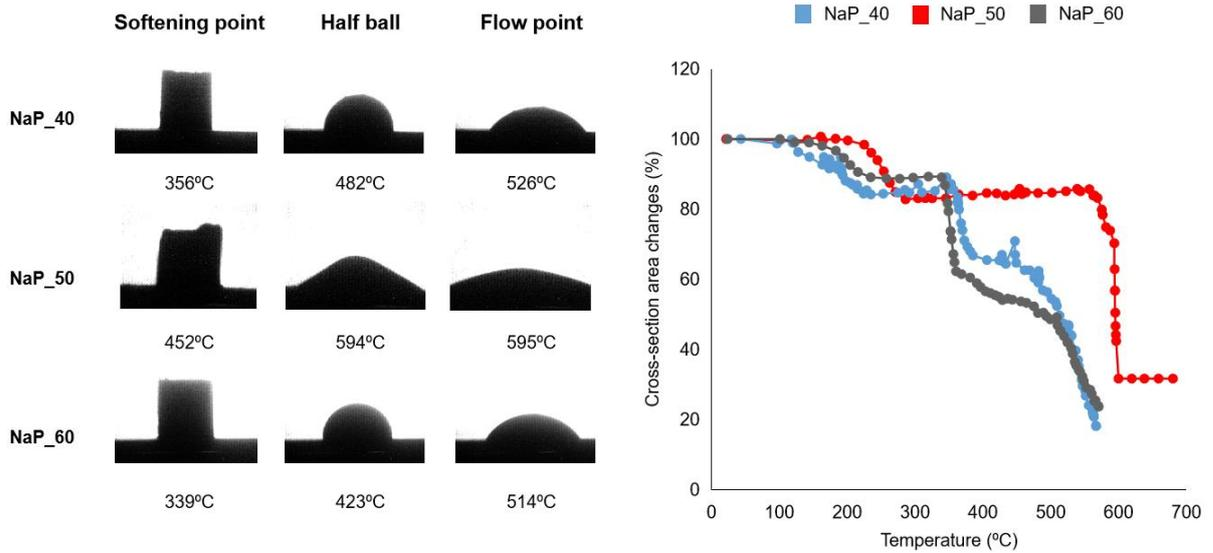 Softening point Half ball Flow point
NaP_40
356ºC 482ºC 526ºC
NaP_50
452ºC 594ºC 595ºC
NaP_60
339ºC 423ºC 514ºC
NaP_40 NaP_50 NaP_60
Cross-section area changes (%)
120
100
80
60
40
20
0
0 100 200 300 400 500 600 700
Temperature (ºC)